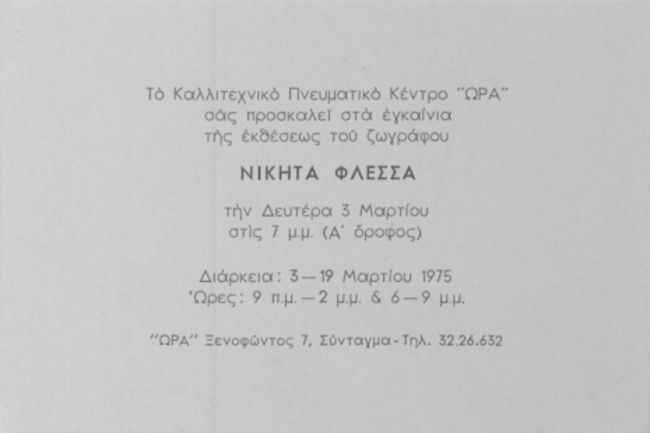 Τὸ Καλλιτεχνικὸ Πνευματικὸ Κέντρο "ΩΡΑ"
σᾶς προσκαλεῖ στὰ ἐγκαίνια
τῆς ἐκθέσεως τοῦ ζωγράφου
ΝΙΚΗΤΑ ΦΛΕΣΣΑ
τὴν Δευτέρα 3 Μαρτίου
στὶς 7 μ.μ. (Α΄ ὄροφος)
Διάρκεια: 3—19 Μαρτίου 1975
Ὧρες: 9 π.μ.—2 μ.μ. & 6—9 μ.μ.
"ΩΡΑ" Ξενοφῶντος 7, Σύνταγμα - Τηλ. 32.26.632